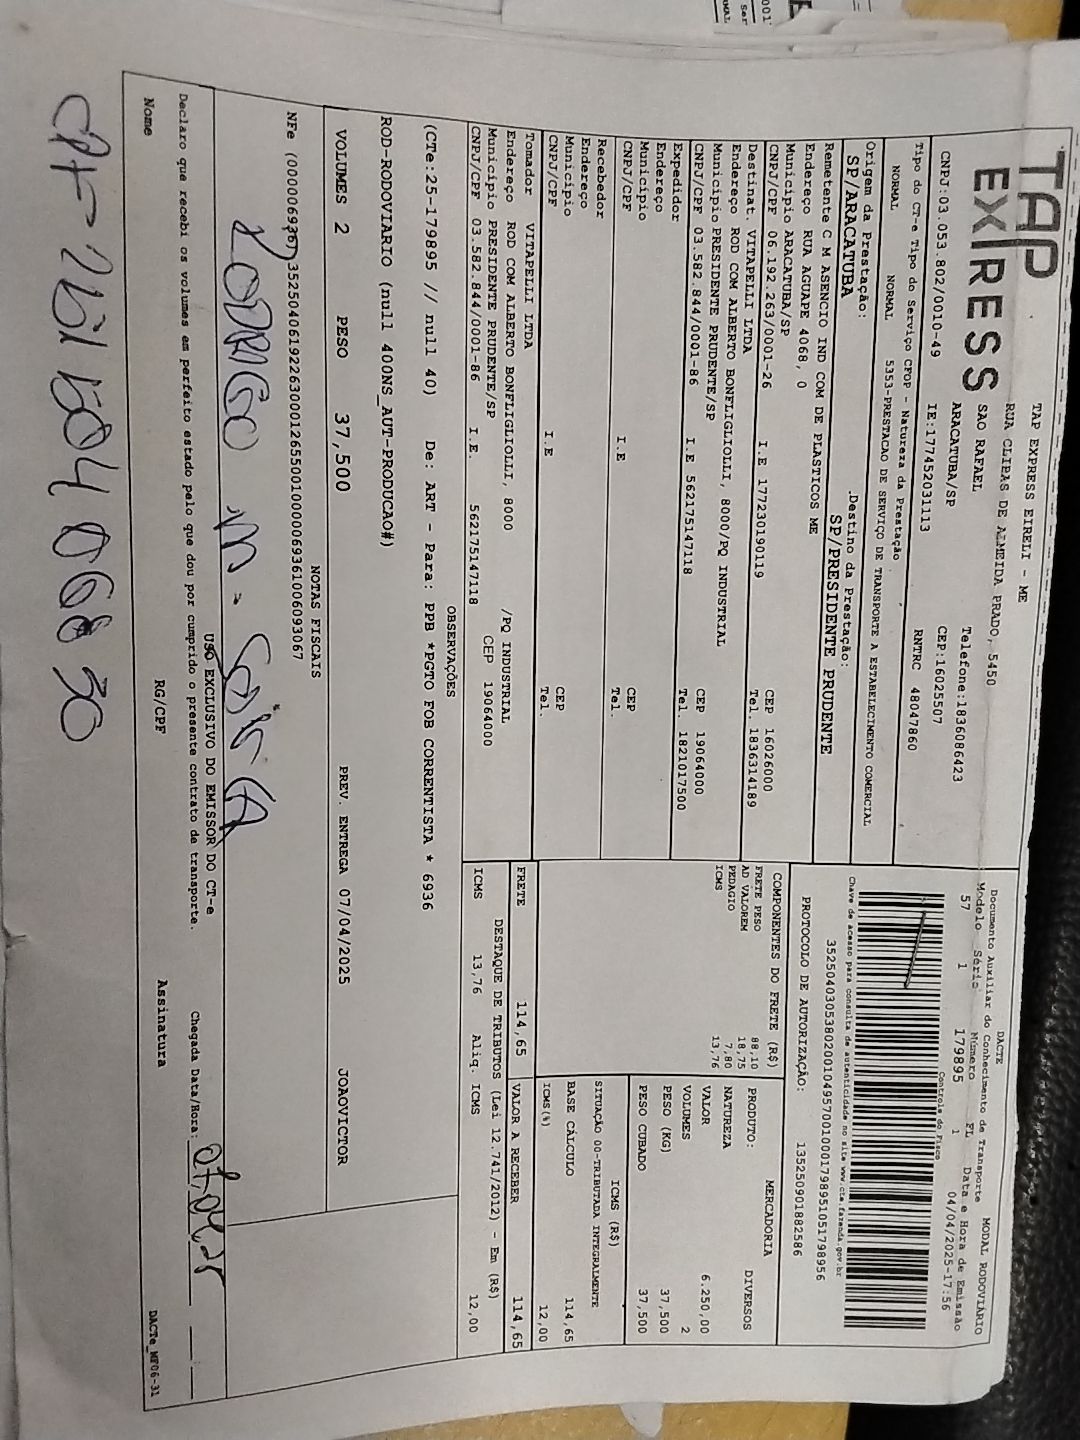 TAP
EXPRESS
TAP EXPRESS EIRELI - ME
RUA CLIBAS DE ALMEIDA PRADO, 5450
SAO RAFAEL
ARACATUBA/SP
Telefone:1836086423
CEP:16025507
CNPJ:03.053.802/0010-49 IE:177452031113 RNTRC 48047860
Tipo do CT-e Tipo do Serviço CFOP - Natureza da Prestação
NORMAL NORMAL 5353-PRESTACAO DE SERVIÇO DE TRANSPORTE A ESTABELECIMENTO COMERCIAL
Origem da Prestação: Destino da Prestação:
SP/ARACATUBA SP/PRESIDENTE PRUDENTE
Remetente C M ASENCIO IND COM DE PLASTICOS ME
Endereço RUA AGUAPE 4068, 0 CEP 16026000
Município ARACATUBA/SP Tel. 1836314189
CNPJ/CPF 06.192.263/0001-26 I.E 177230190119
Destinat. VITAPELLI LTDA
Endereço ROD COM ALBERTO BONFLIGLIOLLI, 8000/PQ INDUSTRIAL
Município PRESIDENTE PRUDENTE/SP CEP 19064000
CNPJ/CPF 03.582.844/0001-86 I.E 562175147118 Tel. 1821017500
Expedidor
Endereço
Município CEP
CNPJ/CPF I.E Tel.
Recebedor
Endereço
Município CEP
CNPJ/CPF I.E Tel.
Tomador VITAPELLI LTDA
Endereço ROD COM ALBERTO BONFLIGLIOLLI, 8000 /PQ INDUSTRIAL
Município PRESIDENTE PRUDENTE/SP CEP 19064000
CNPJ/CPF 03.582.844/0001-86 I.E. 562175147118
DACTE MODAL RODOVIÁRIO
Documento Auxiliar do Conhecimento de Transporte
Modelo Série Número FL Data e Hora de Emissão
57 1 179895 1 04/04/2025-17:56
Controle do Fisco
Chave de acesso para consulta de autenticidade no site www.cte.fazenda.gov.br
35250403053802001049570010001798951051798956
PROTOCOLO DE AUTORIZAÇÃO: 135250901882586
COMPONENTES DO FRETE (R$)
FRETE PESO 88,10
AD VALOREM 18,75
PEDAGIO 7,80
ICMS 13,76
PRODUTO: MERCADORIA
NATUREZA DIVERSOS
VALOR 6.250,00
VOLUMES 2
PESO (KG) 37,500
PESO CUBADO 37,500
ICMS (R$)
SITUAÇÃO 00-TRIBUTADA INTEGRALMENTE
BASE CÁLCULO 114,65
ICMS(%) 12,00
FRETE 114,65 VALOR A RECEBER 114,65
DESTAQUE DE TRIBUTOS (Lei 12.741/2012) - Em (R$)
ICMS 13,76 Aliq. ICMS 12,00
OBSERVAÇÕES
(CTe:25-179895 // null 40) De: ART - Para: PPB *PGTO FOB CORRENTISTA * 6936
ROD-RODOVIARIO (null 400NS_AUT-PRODUCAO#)
VOLUMES 2 PESO 37,500 PREV. ENTREGA 07/04/2025 JOAOVICTOR
NOTAS FISCAIS
NFe (000006936) 35250406192263000126550010000069361006093067
RODRIGO M.
USO EXCLUSIVO DO EMISSOR DO CT-e
Declaro que recebi os volumes em perfeito estado pelo que dou por cumprido o presente contrato de transporte. Chegada Data/Hora: 07,04,25
Nome RG/CPF Assinatura DACTe_MF06-31